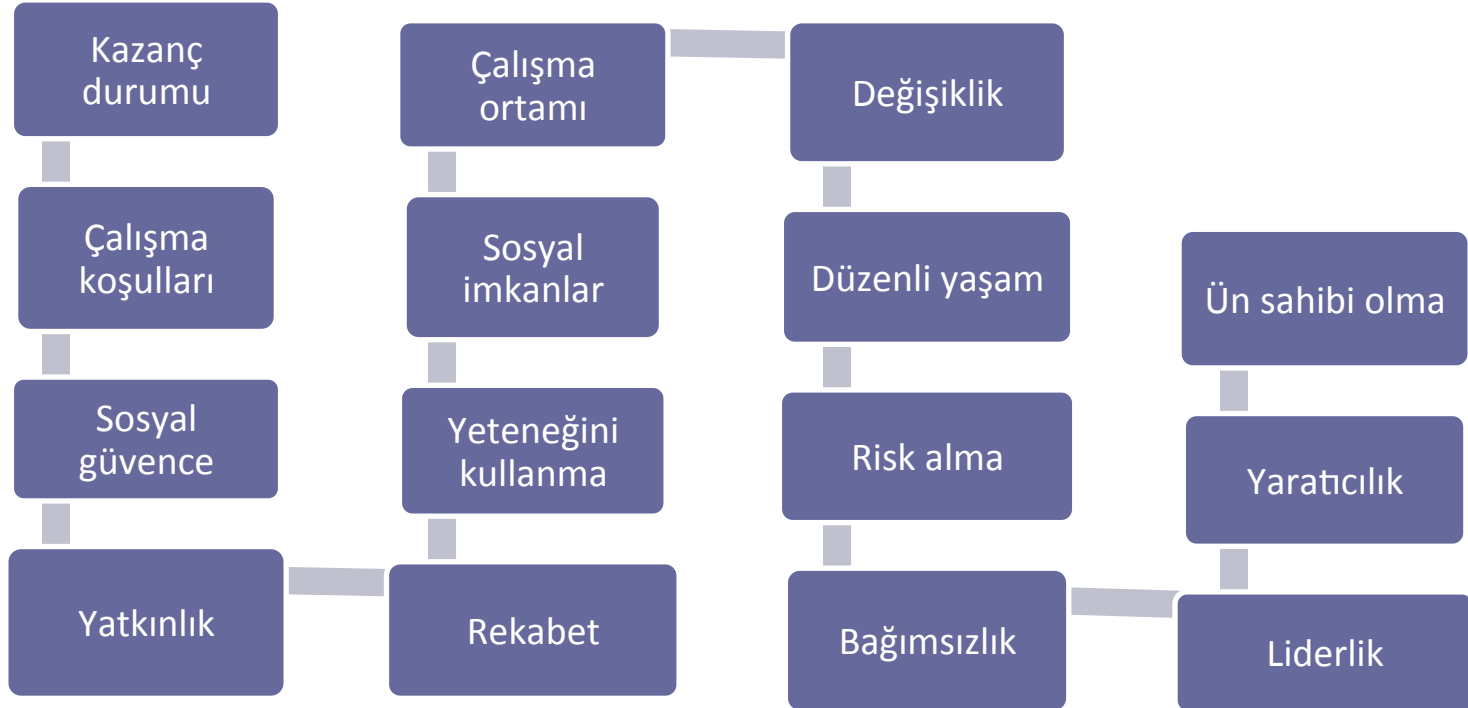 Kazanç
durumu
Çalışma
koşulları
Sosyal
güvence
Yatkınlık
Rekabet
Yeteneğini
kullanma
Sosyal
imkanlar
Çalışma
ortamı
Değişiklik
Düzenli yaşam
Risk alma
Bağımsızlık
Liderlik
Yaratıcılık
Ün sahibi olma